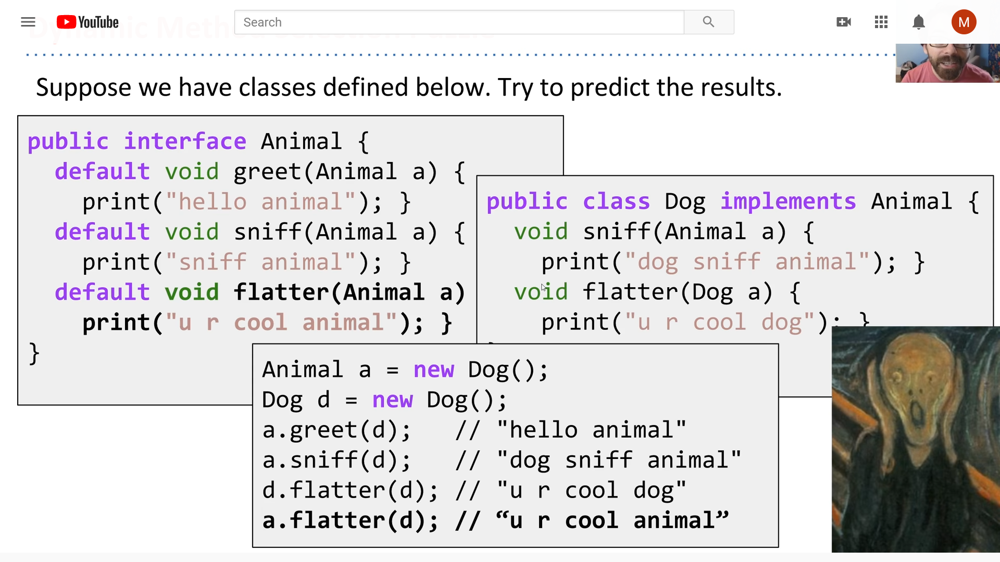 YouTube
Search
M
Suppose we have classes defined below. Try to predict the results.
public interface Animal {
default void greet(Animal a) {
print("hello animal"); }
default void sniff(Animal a) {
print("sniff animal"); }
default void flatter(Animal a)
print("u r cool animal"); }
}
public class Dog implements Animal {
void sniff(Animal a) {
print("dog sniff animal"); }
void flatter(Dog a) {
print("u r cool dog"); }
Animal a = new Dog();
Dog d = new Dog();
a.greet(d); // "hello animal"
a.sniff(d); // "dog sniff animal"
d.flatter(d); // "u r cool dog"
a.flatter(d); // “u r cool animal”